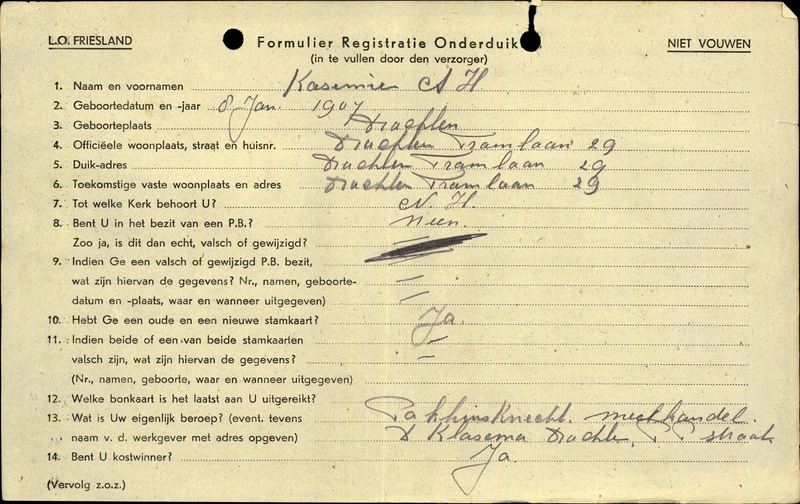 L.O. FRIESLAND
Formulier Registratie Onderduik
NIET VOUWEN
(in te vullen door den verzorger)
1. Naam en voornamen Kasemie A H
2. Geboortedatum en -jaar 8 Jan. 1907
3. Geboorteplaats Drachten
4. Officiëele woonplaats, straat en huisnr. Drachten Tramlaan 29
5. Duik-adres Drachten Tramlaan 29
6. Toekomstige vaste woonplaats en adres Drachten Tramlaan 29
7. Tot welke Kerk behoort U? N. H.
8. Bent U in het bezit van een P.B.? Neen.
Zoo ja, is dit dan echt, valsch of gewijzigd? —
9. Indien Ge een valsch of gewijzigd P.B. bezit,
wat zijn hiervan de gegevens? Nr., namen, geboorte- —
datum en -plaats, waar en wanneer uitgegeven) —
10. Hebt Ge een oude en een nieuwe stamkaart? Ja.
11. Indien beide of een van beide stamkaarten —
valsch zijn, wat zijn hiervan de gegevens? —
(Nr., namen, geboorte, waar en wanneer uitgegeven)
12. Welke bonkaart is het laatst aan U uitgereikt?
13. Wat is Uw eigenlijk beroep? (event. tevens Pakhuisknecht. meelhandel.
naam v. d. werkgever met adres opgeven) D Klasema Drachten, straat
14. Bent U kostwinner? Ja.
(Vervolg z.o.z.)